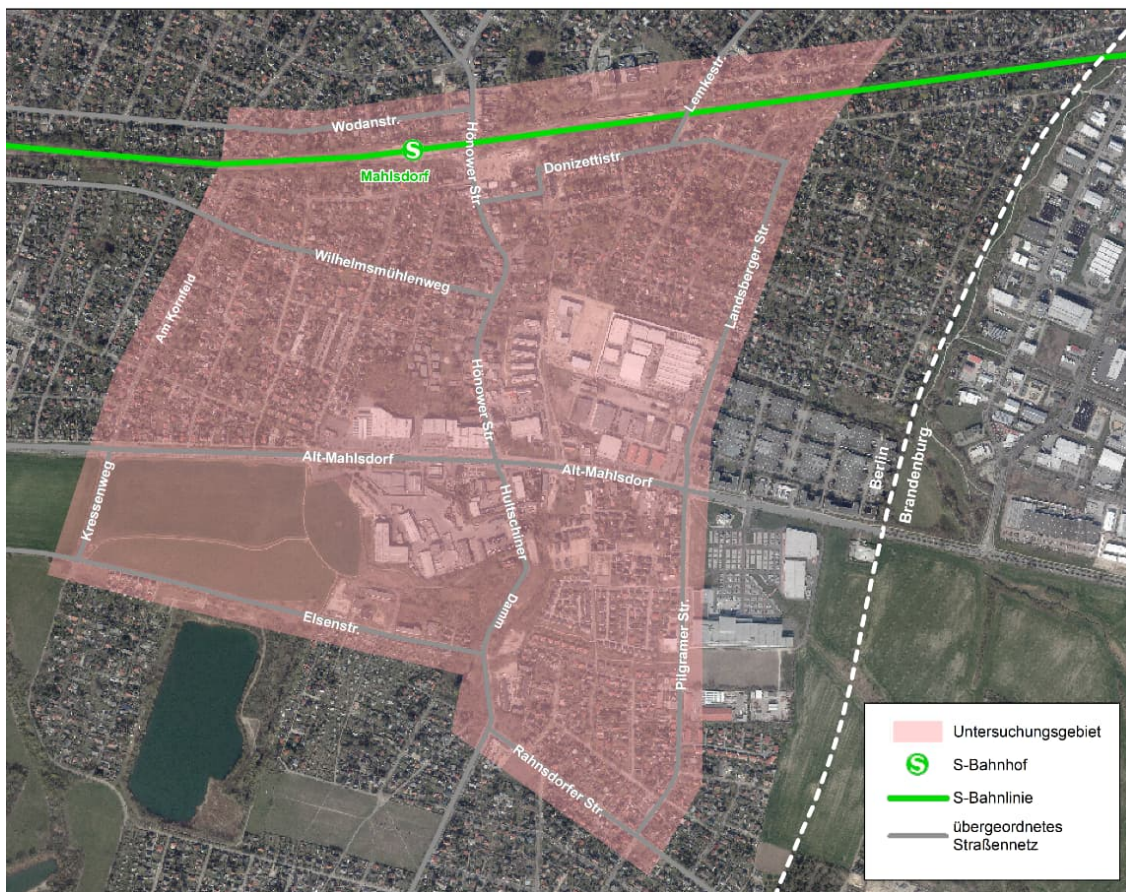 Lemkestr.
Wodanstr.
Hönower Str.
S
Mahlsdorf
Donizettistr.
Wilhelmsmühlenweg
Landsberger Str.
Am Kornfeld
Hönower Str.
Alt-Mahlsdorf
Alt-Mahlsdorf
Berlin
Brandenburg
Kressenweg
Hultschiner
Damm
Elsenstr.
Pilgramer Str.
Rahnsdorfer Str.
Untersuchungsgebiet
S S-Bahnhof
S-Bahnlinie
übergeordnetes
Straßennetz